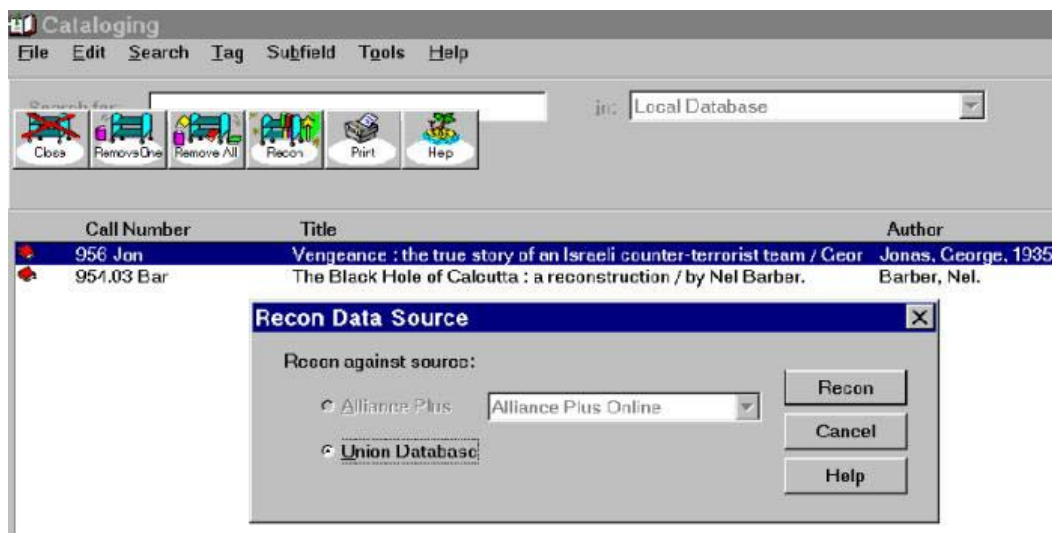 Cataloging
File Edit Search Tag Subfield Tools Help
Search for: in: Local Database
Close Remove One Remove All Recon Print Help
Call Number Title Author
956 Jon Vengeance : the true story of an Israeli counter-terrorist team / Geor Jonas, George, 1935
954.03 Bar The Black Hole of Calcutta : a reconstruction / by Nel Barber. Barber, Nel.
Recon Data Source
Recon against source:
Alliance Plus Alliance Plus Online
Union Database
Recon
Cancel
Help